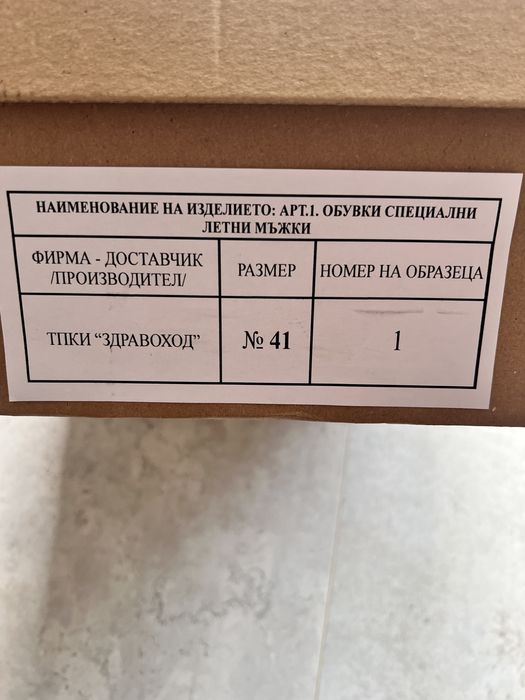 НАИМЕНОВАНИЕ НА ИЗДЕЛИЕТО: АРТ.1. ОБУВКИ СПЕЦИАЛНИ
ЛЕТНИ МЪЖКИ
ФИРМА - ДОСТАВЧИК
/ПРОИЗВОДИТЕЛ/
РАЗМЕР
НОМЕР НА ОБРАЗЕЦА
ТПКИ “ЗДРАВОХОД”
№ 41
1